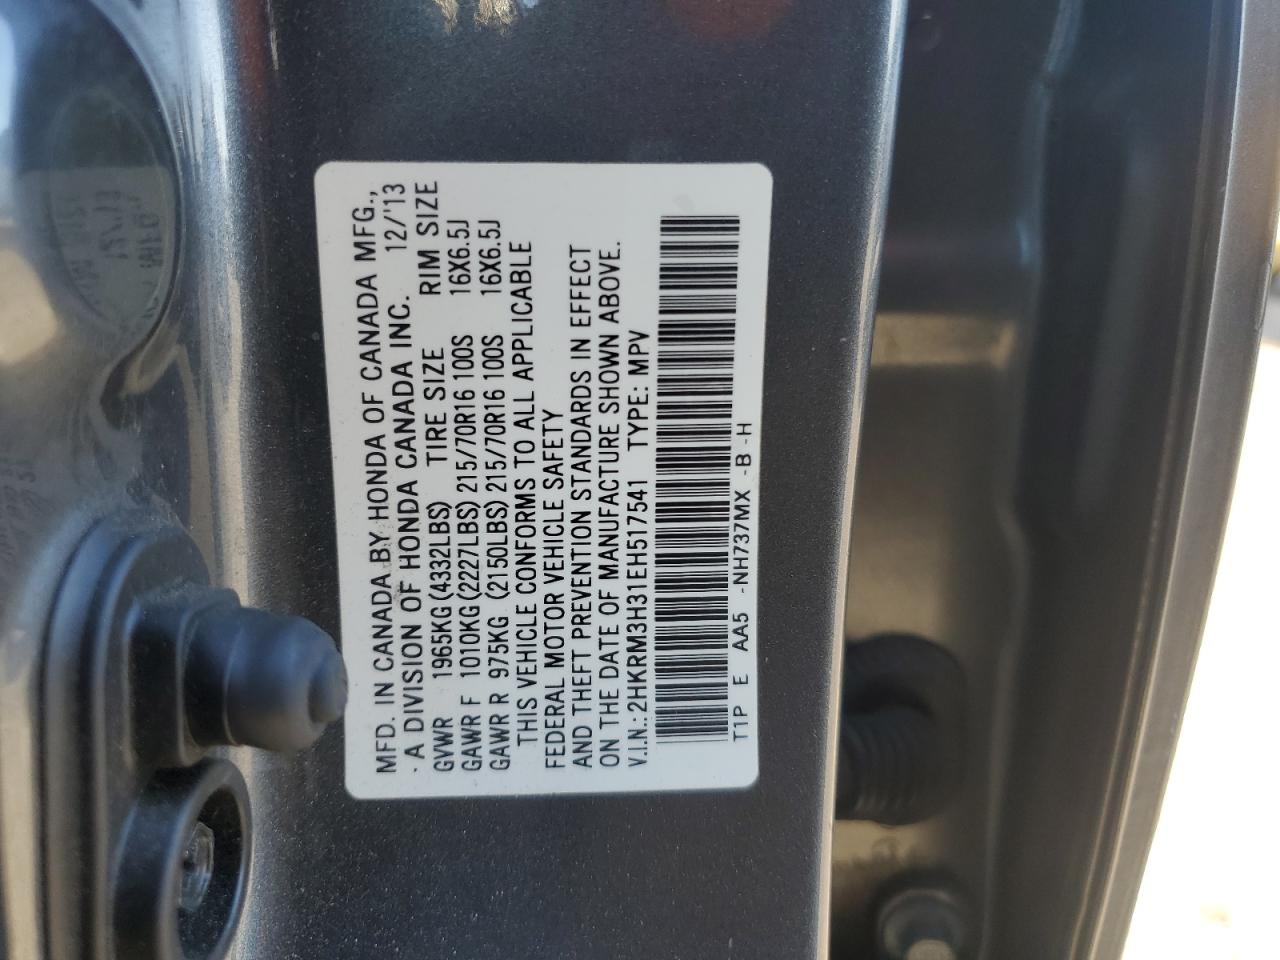 MFD. IN CANADA BY HONDA OF CANADA MFG.,
A DIVISION OF HONDA CANADA INC. 12/'13
GVWR 1965KG(4332LBS) TIRE SIZE RIM SIZE
GAWR F 1010KG(2227LBS) 215/70R16 100S 16X6.5J
GAWR R 975KG (2150LBS) 215/70R16 100S 16X6.5J
THIS VEHICLE CONFORMS TO ALL APPLICABLE
FEDERAL MOTOR VEHICLE SAFETY
AND THEFT PREVENTION STANDARDS IN EFFECT
ON THE DATE OF MANUFACTURE SHOWN ABOVE.
V.I.N.:2HKRM3H31EH517541 TYPE: MPV
T1P E AA5 -NH737MX -B -H